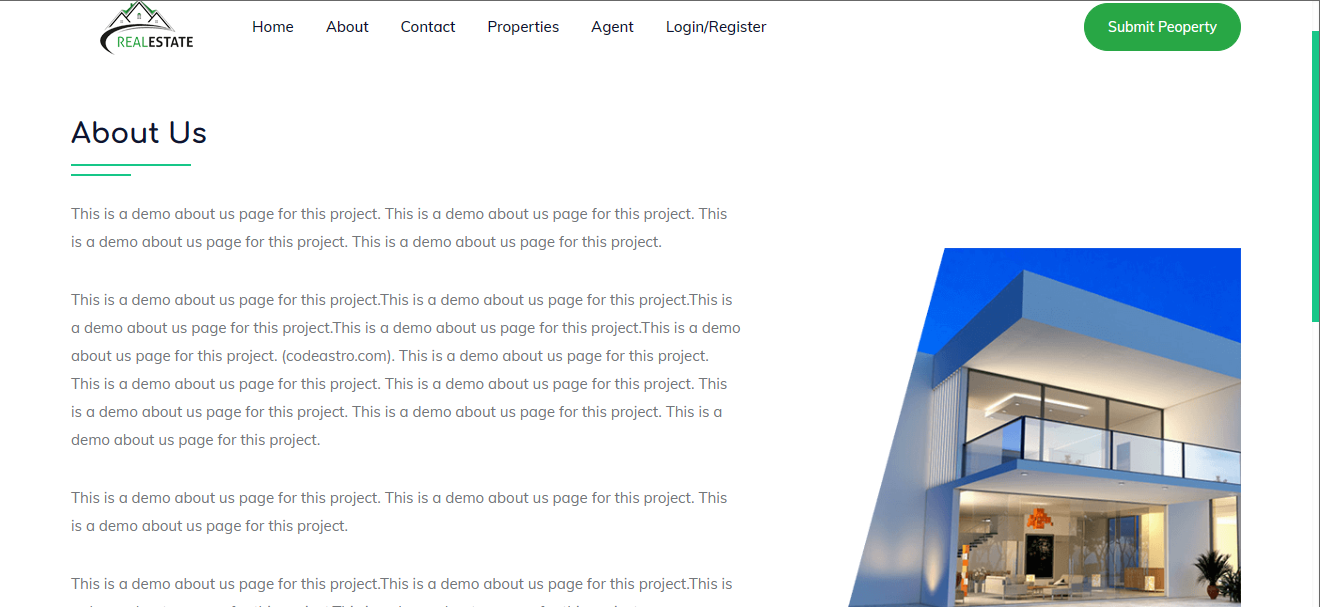 REALESTATE
Home About Contact Properties Agent Login/Register
Submit Peoperty
About Us
This is a demo about us page for this project. This is a demo about us page for this project. This
is a demo about us page for this project. This is a demo about us page for this project.
This is a demo about us page for this project.This is a demo about us page for this project.This is
a demo about us page for this project.This is a demo about us page for this project.This is a demo
about us page for this project. (codeastro.com). This is a demo about us page for this project.
This is a demo about us page for this project. This is a demo about us page for this project. This
is a demo about us page for this project. This is a demo about us page for this project. This is a
demo about us page for this project.
This is a demo about us page for this project. This is a demo about us page for this project. This
is a demo about us page for this project.
This is a demo about us page for this project.This is a demo about us page for this project.This is